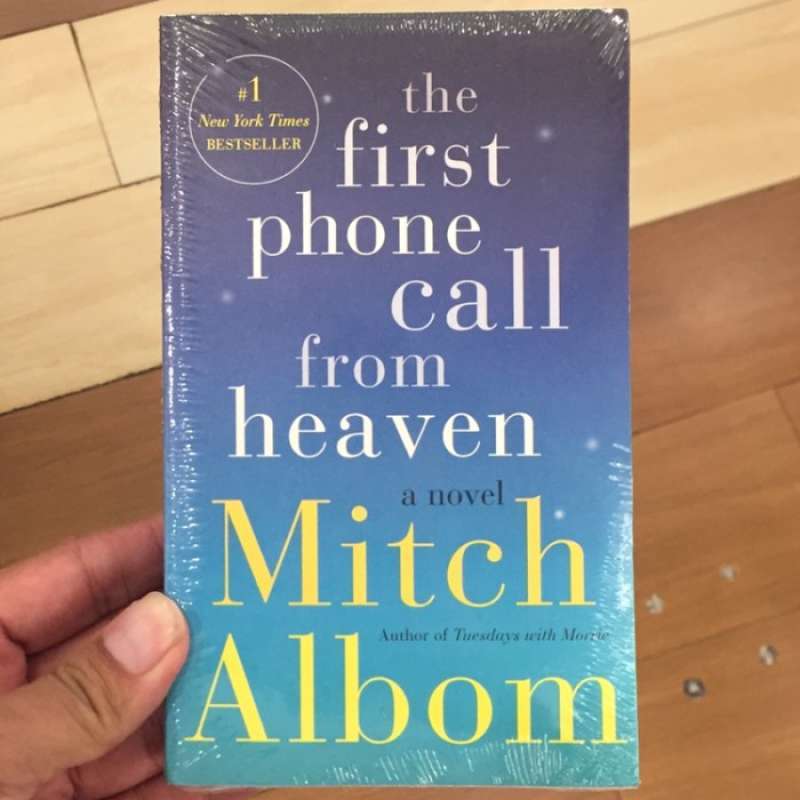 #1
New York Times
BESTSELLER
the
first
phone
call
from
heaven
a novel
Mitch
Author of Tuesdays with Morrie
Albom